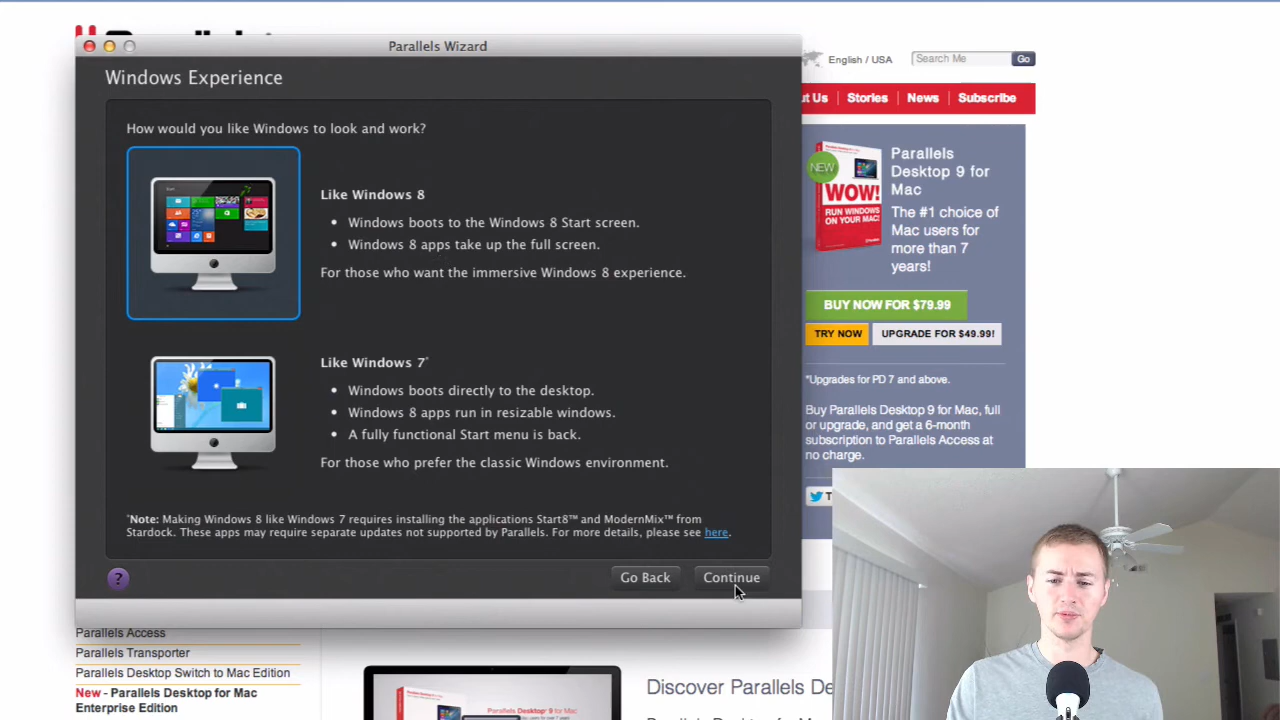 Parallels Wizard
Windows Experience
How would you like Windows to look and work?
Like Windows 8
• Windows boots to the Windows 8 Start screen.
• Windows 8 apps take up the full screen.
For those who want the immersive Windows 8 experience.
Like Windows 7*
• Windows boots directly to the desktop.
• Windows 8 apps run in resizable windows.
• A fully functional Start menu is back.
For those who prefer the classic Windows environment.
*Note: Making Windows 8 like Windows 7 requires installing the applications Start8™ and ModernMix™ from
Stardock. These apps may require separate updates not supported by Parallels. For more details, please see here.
?
Go Back
Continue
English / USA
Search Me
Go
ut Us
Stories
News
Subscribe
NEW
WOW!
RUN WINDOWS
ON YOUR MAC!
Parallels
Desktop 9 for
Mac
The #1 choice of
Mac users for
more than 7
years!
BUY NOW FOR $79.99
TRY NOW
UPGRADE FOR $49.99!
*Upgrades for PD 7 and above.
Buy Parallels Desktop 9 for Mac, full
or upgrade, and get a 6-month
subscription to Parallels Access at
no charge.
Parallels Access
Parallels Transporter
Parallels Desktop Switch to Mac Edition
New - Parallels Desktop for Mac
Enterprise Edition
Discover Parallels De